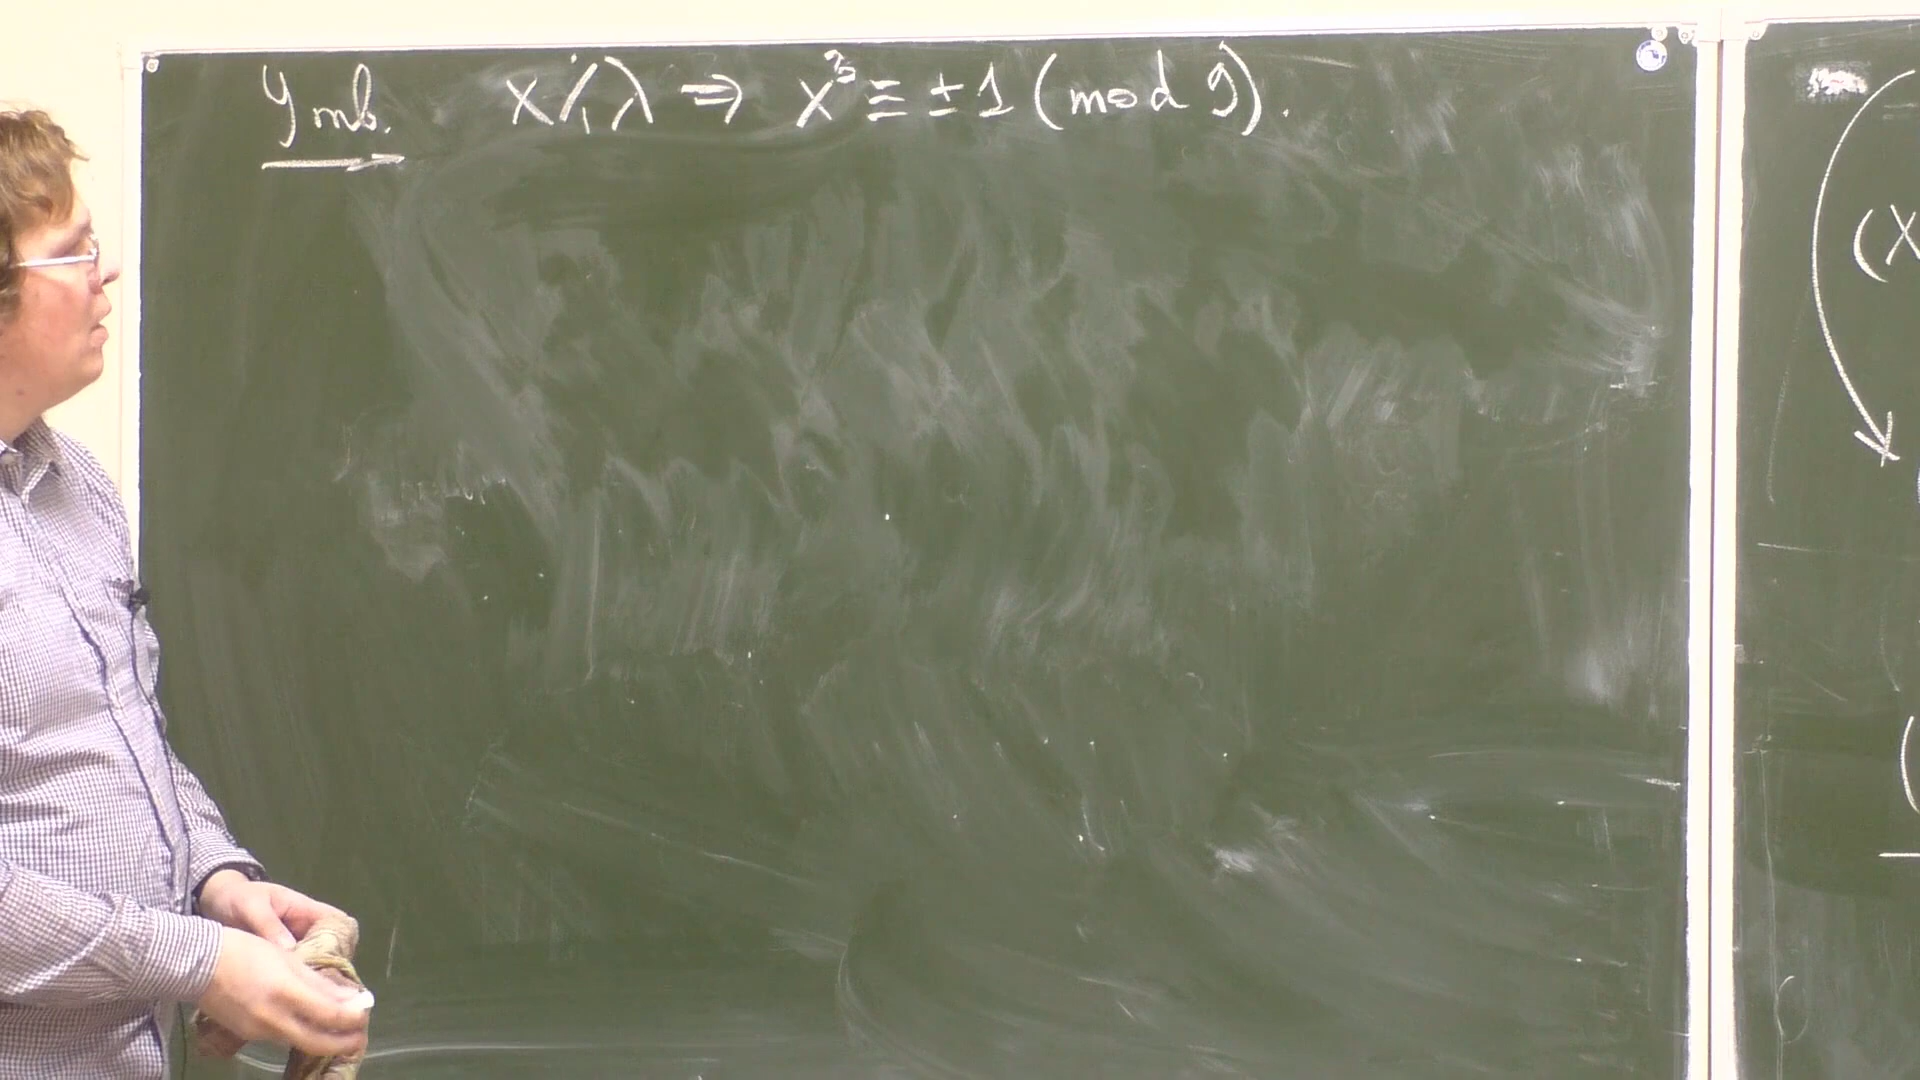 Утв. x ⋮̸ λ ⇒ x³ ≡ ±1 (mod 9).
(x
(